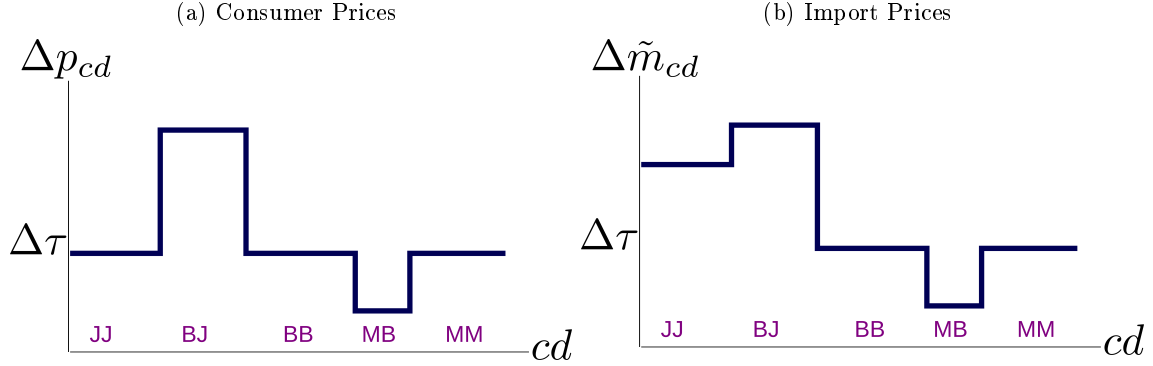 (a) Consumer Prices
Δp_cd
Δτ
JJ BJ BB MB MM
cd
(b) Import Prices
Δm̃_cd
Δτ
JJ BJ BB MB MM
cd